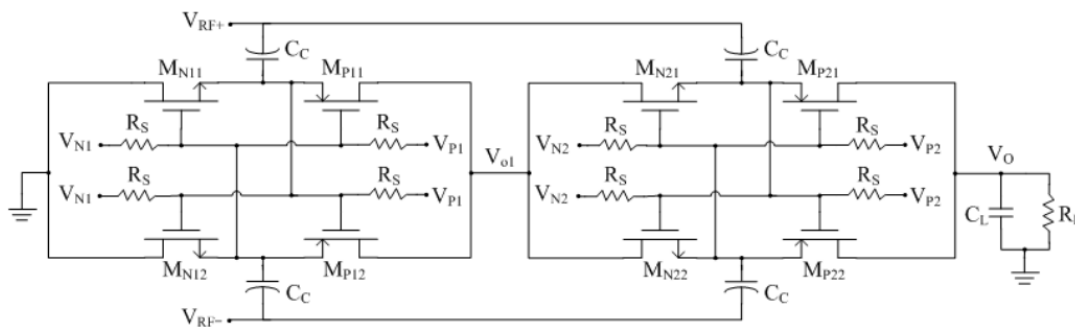 V_RF+
C_C C_C
M_N11 M_P11 M_N21 M_P21
R_S R_S R_S R_S
V_N1 V_P1 V_N2 V_P2
V_o1 V_O
R_S R_S R_S R_S
V_N1 V_P1 V_N2 V_P2
C_L
M_N12 M_P12 M_N22 M_P22
C_C C_C
V_RF−